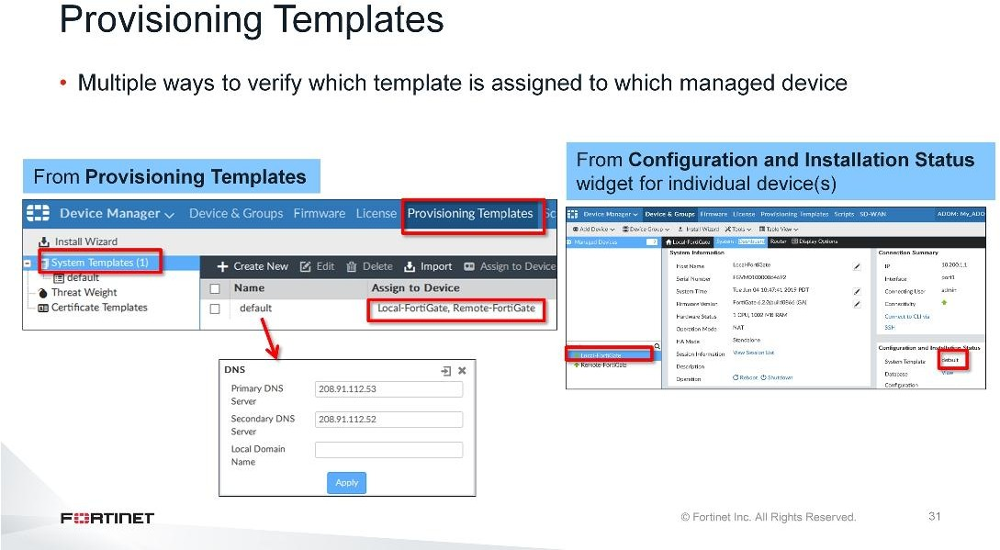 Provisioning Templates
• Multiple ways to verify which template is assigned to which managed device
From Provisioning Templates
Device Manager Device & Groups Firmware License Provisioning Templates Sc
Install Wizard
System Templates (1)
default
Threat Weight
Certificate Templates
Create New Edit Delete Import Assign to Device
Name Assign to Device
default Local-FortiGate, Remote-FortiGate
DNS
Primary DNS
Server
208.91.112.53
Secondary DNS
Server
208.91.112.52
Local Domain
Name
Apply
From Configuration and Installation Status
widget for individual device(s)
Device Manager Device & Groups Firmware License Provisioning Templates Scripts SD-WAN ADOM: My_ADO
Add Device Device Group Install Wizard Tools Table View
Managed Devices
Local-FortiGate System : Dashboard Router Display Options
Local-FortiGate
Remote-FortiGate
System Information
Host Name Local-FortiGate
Serial Number
System Time Tue Jun 04 10:47:41 2019 PDT
Firmware Version FortiGate 6.2.0,build0866 (GA)
Hardware Status 1 CPU, 1002 MB RAM
Operation Mode NAT
HA Mode Standalone
Session Information View Session List
Description
Operation Reboot Shutdown
Connection Summary
IP 10.200.1.1
Interface port1
Connecting User admin
Connectivity
Connect to CLI via
SSH
Configuration and Installation Status
System Template default
Database
Configuration
View
FORTINET
© Fortinet Inc. All Rights Reserved.
31